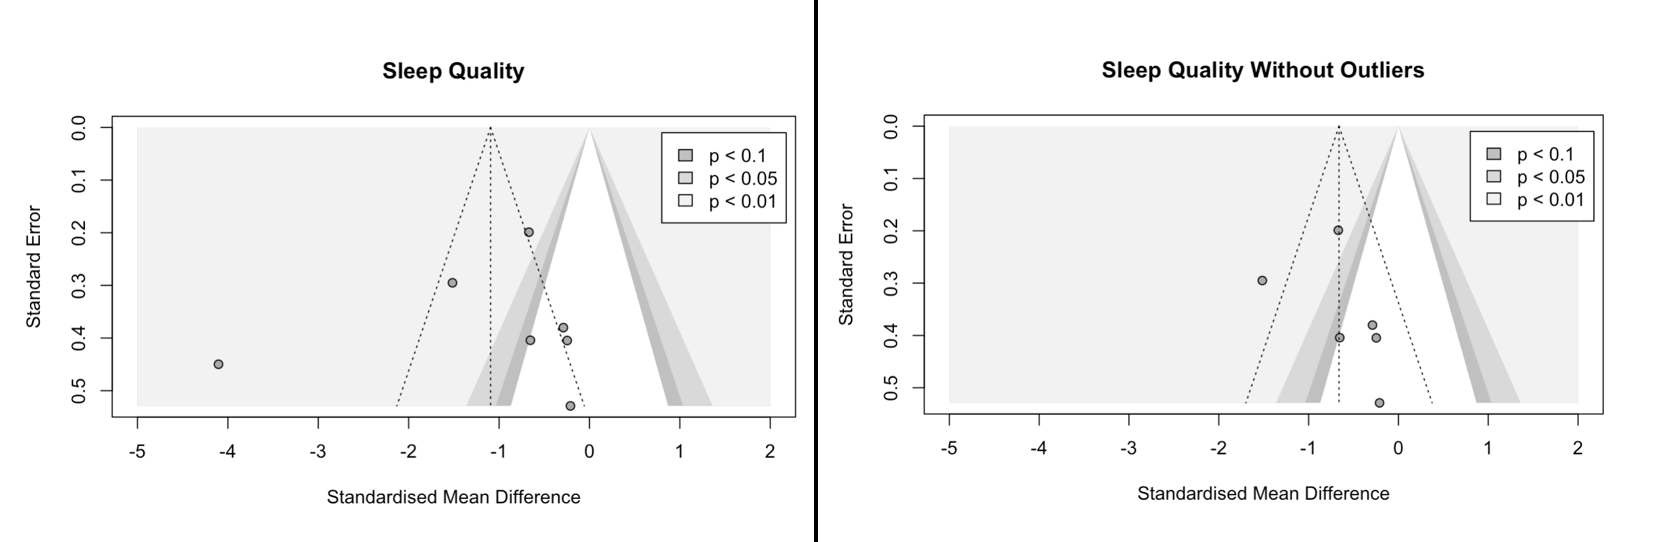 Sleep Quality
Standard Error
0.0
0.1
0.2
0.3
0.4
0.5
p < 0.1
p < 0.05
p < 0.01
-5 -4 -3 -2 -1 0 1 2
Standardised Mean Difference
Sleep Quality Without Outliers
Standard Error
0.0
0.1
0.2
0.3
0.4
0.5
p < 0.1
p < 0.05
p < 0.01
-5 -4 -3 -2 -1 0 1 2
Standardised Mean Difference